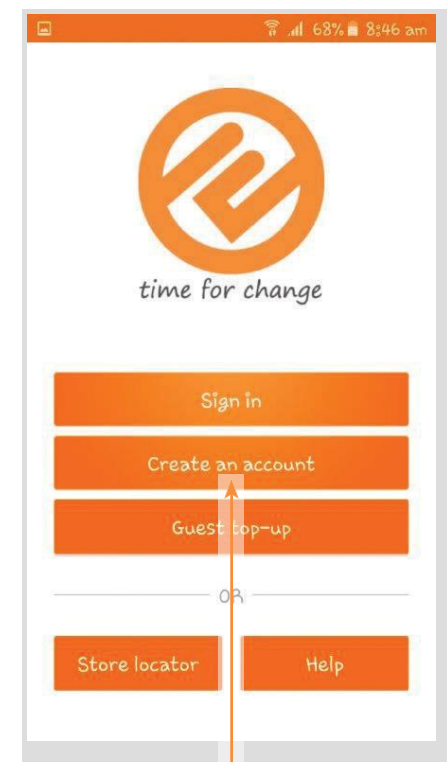 68% 8:46 am
time for change
Sign in
Create an account
Guest top-up
OR
Store locator Help